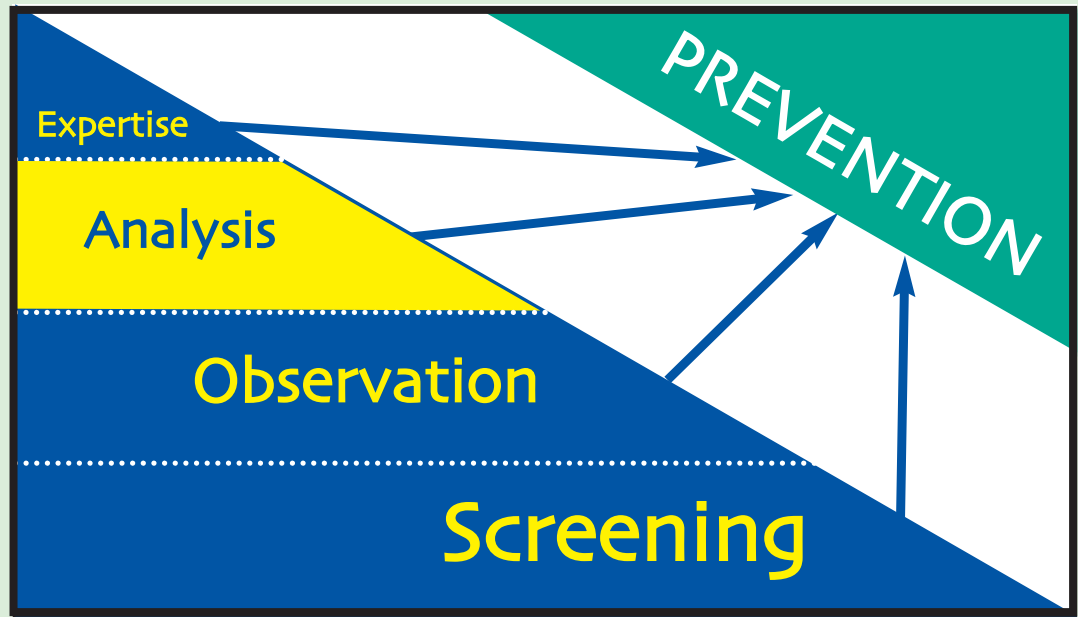 PREVENTION
Expertise
Analysis
Observation
Screening